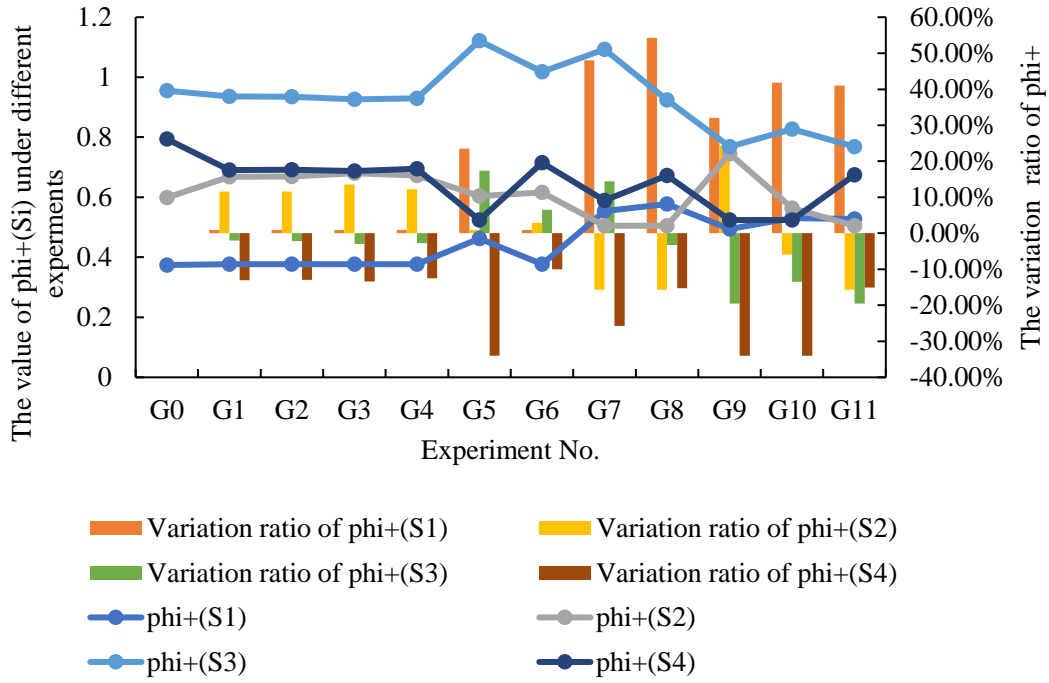 The value of phi+(Si) under different
experments
1.2
1
0.8
0.6
0.4
0.2
0
60.00%
50.00%
40.00%
30.00%
20.00%
10.00%
0.00%
-10.00%
-20.00%
-30.00%
-40.00%
The variation ratio of phi+
G0 G1 G2 G3 G4 G5 G6 G7 G8 G9 G10 G11
Experiment No.
Variation ratio of phi+(S1) Variation ratio of phi+(S2)
Variation ratio of phi+(S3) Variation ratio of phi+(S4)
phi+(S1) phi+(S2)
phi+(S3) phi+(S4)